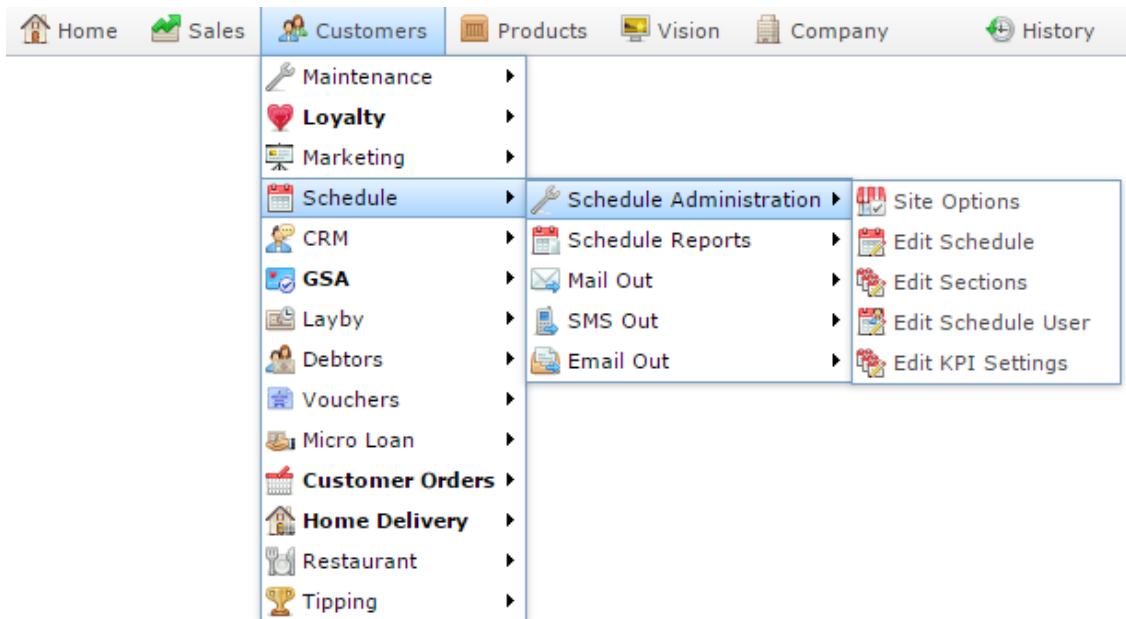 Home Sales Customers Products Vision Company History
Maintenance
Loyalty
Marketing
Schedule Schedule Administration Site Options
CRM Schedule Reports Edit Schedule
GSA Mail Out Edit Sections
Layby SMS Out Edit Schedule User
Debtors Email Out Edit KPI Settings
Vouchers
Micro Loan
Customer Orders
Home Delivery
Restaurant
Tipping